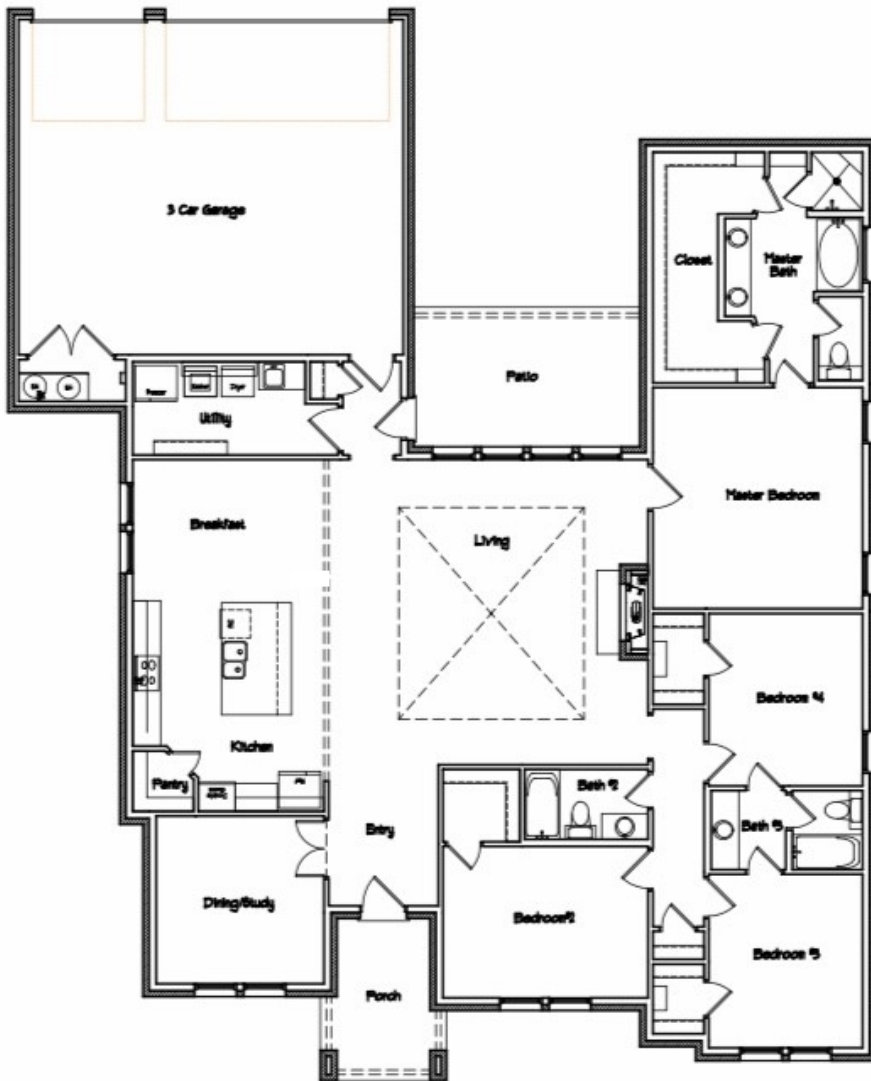 3 Car Garage
Closet
Master
Bath
Patio
Dryer
Utility
Breakfast
Living
Master Bedroom
Kitchen
Pantry
Bedroom #4
Bath #2
Bath #3
Entry
Dining/Study
Bedroom#2
Bedroom #3
Porch